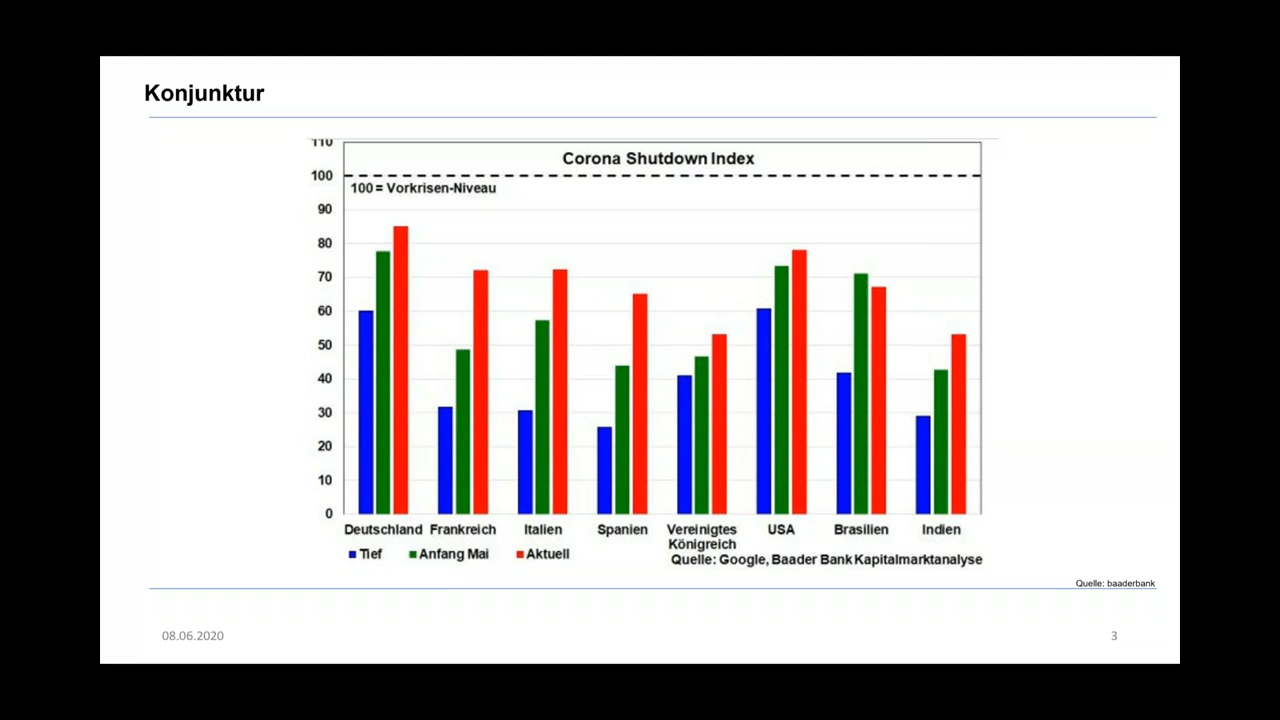 Konjunktur
110
Corona Shutdown Index
100
100 = Vorkrisen-Niveau
90
80
70
60
50
40
30
20
10
0
Deutschland Frankreich Italien Spanien Vereinigtes Königreich USA Brasilien Indien
Tief Anfang Mai Aktuell
Quelle: Google, Baader Bank Kapitalmarktanalyse
Quelle: baaderbank
08.06.2020
3